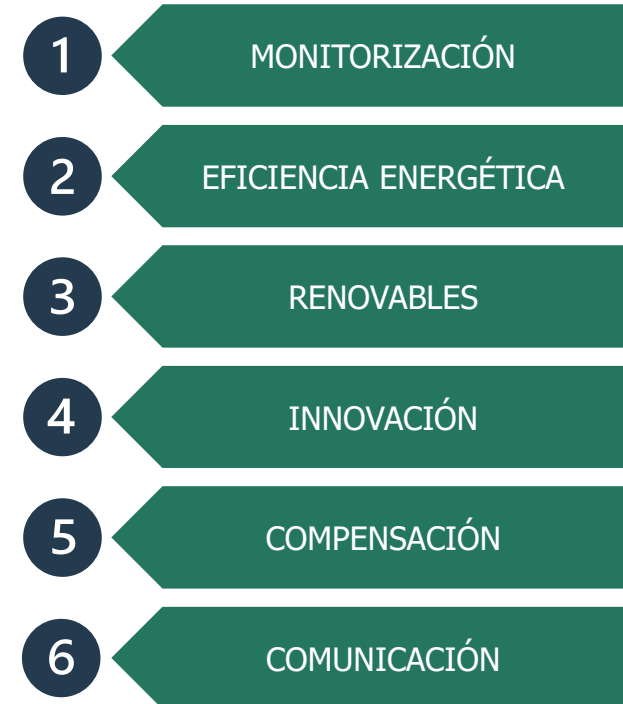 1 MONITORIZACIÓN
2 EFICIENCIA ENERGÉTICA
3 RENOVABLES
4 INNOVACIÓN
5 COMPENSACIÓN
6 COMUNICACIÓN